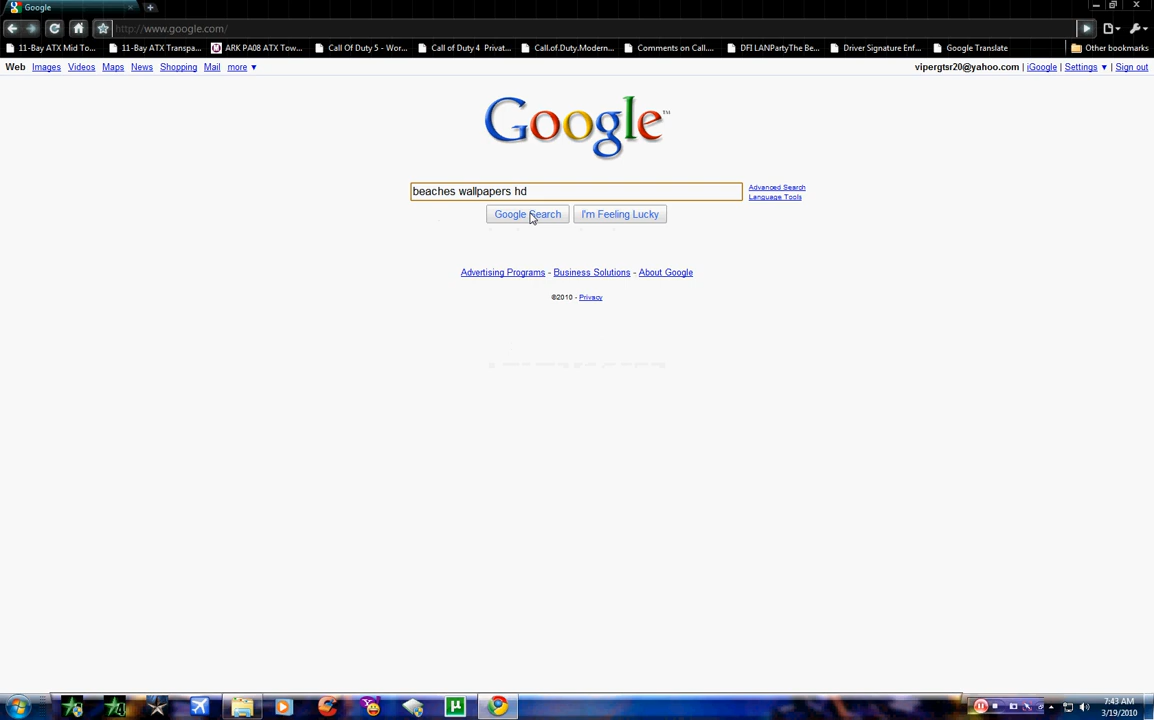 Google
http://www.google.com/
11-Bay ATX Mid To... 11-Bay ATX Transpa... ARK PA08 ATX Tow... Call Of Duty 5 - Wor... Call of Duty 4 Privat... Call.of.Duty.Modern... Comments on Call.... DFI LANPartyThe Be... Driver Signature Enf... Google Translate Other bookmarks
Web Images Videos Maps News Shopping Mail more ▼ vipergtsr20@yahoo.com | iGoogle | Settings ▼ | Sign out
Google™
beaches wallpapers hd Advanced Search
Language Tools
Google Search I'm Feeling Lucky
Advertising Programs - Business Solutions - About Google
©2010 - Privacy
7:43 AM
3/19/2010